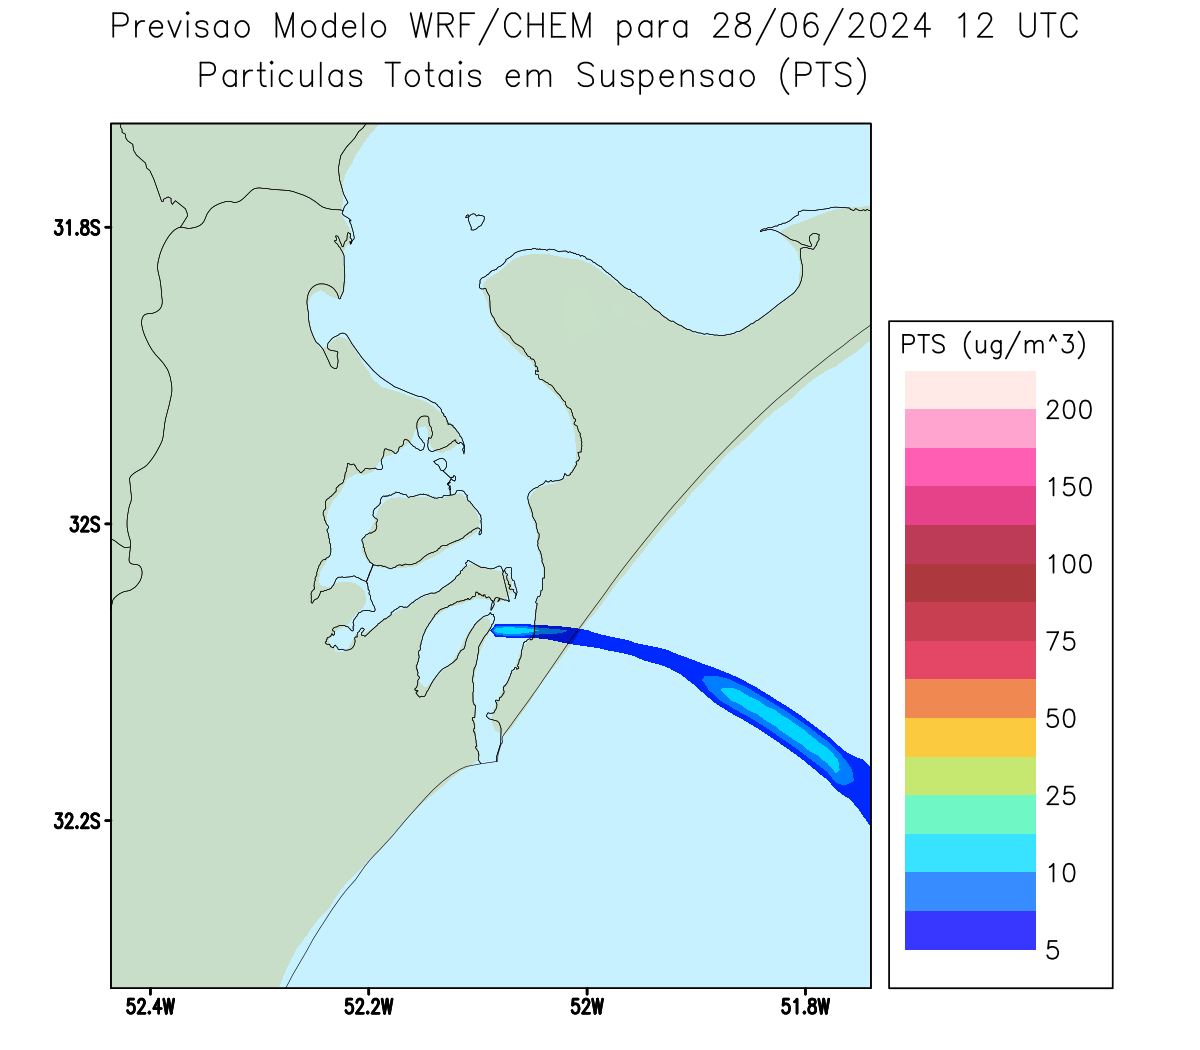 Previsao Modelo WRF/CHEM para 28/06/2024 12 UTC
Particulas Totais em Suspensao (PTS)
31.8S
32S
32.2S
52.4W
52.2W
52W
51.8W
PTS (ug/m^3)
200
150
100
75
50
25
10
5